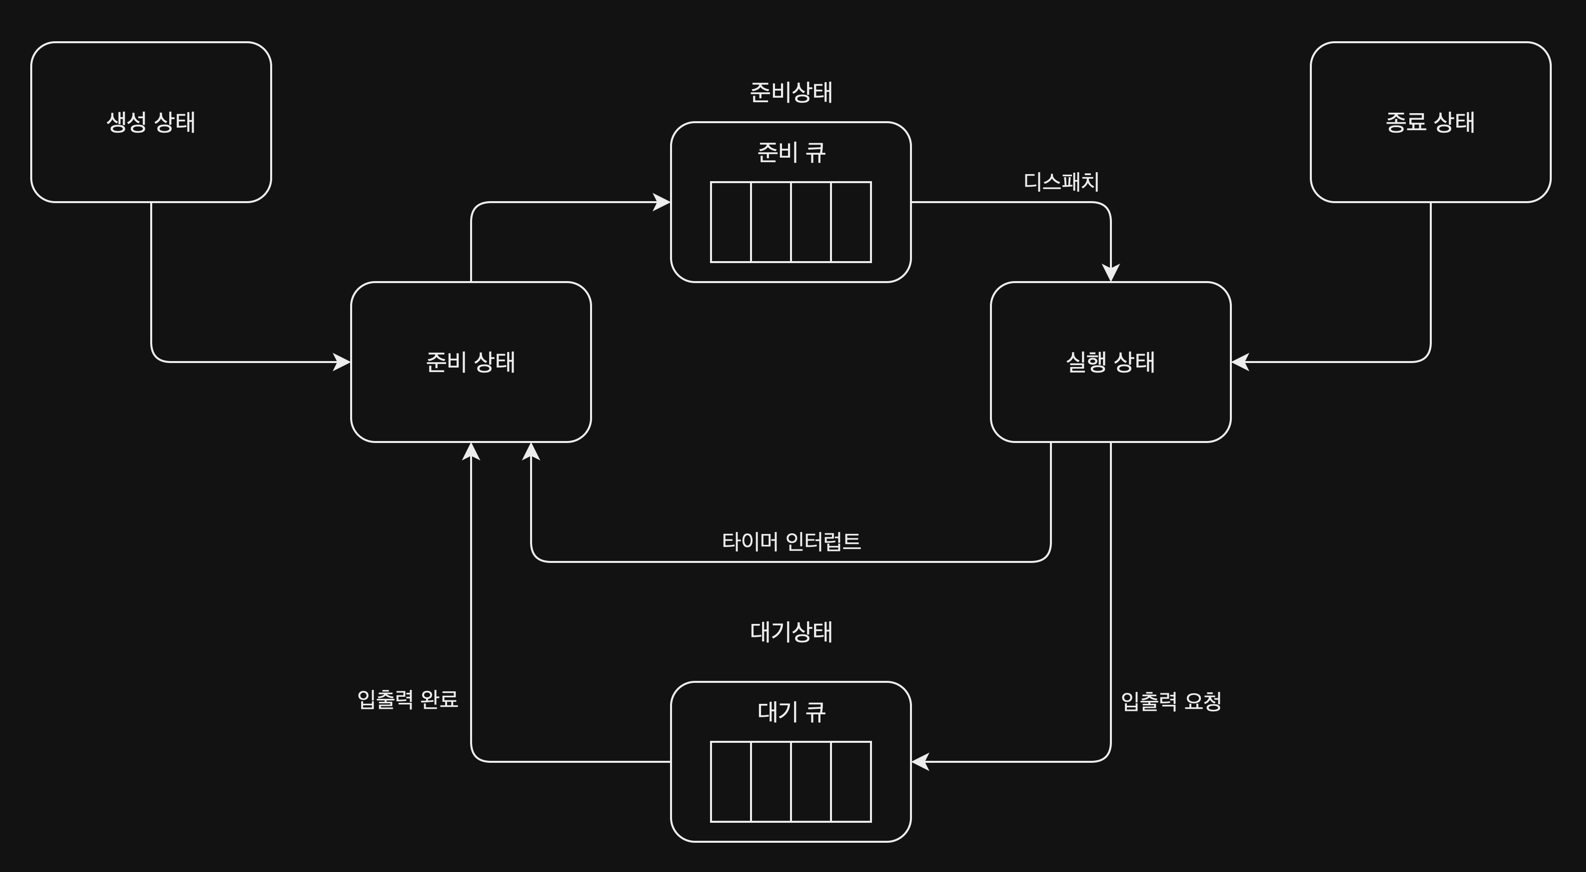 생성 상태
준비상태
준비 큐
종료 상태
디스패치
준비 상태
실행 상태
타이머 인터럽트
대기상태
입출력 완료
대기 큐
입출력 요청